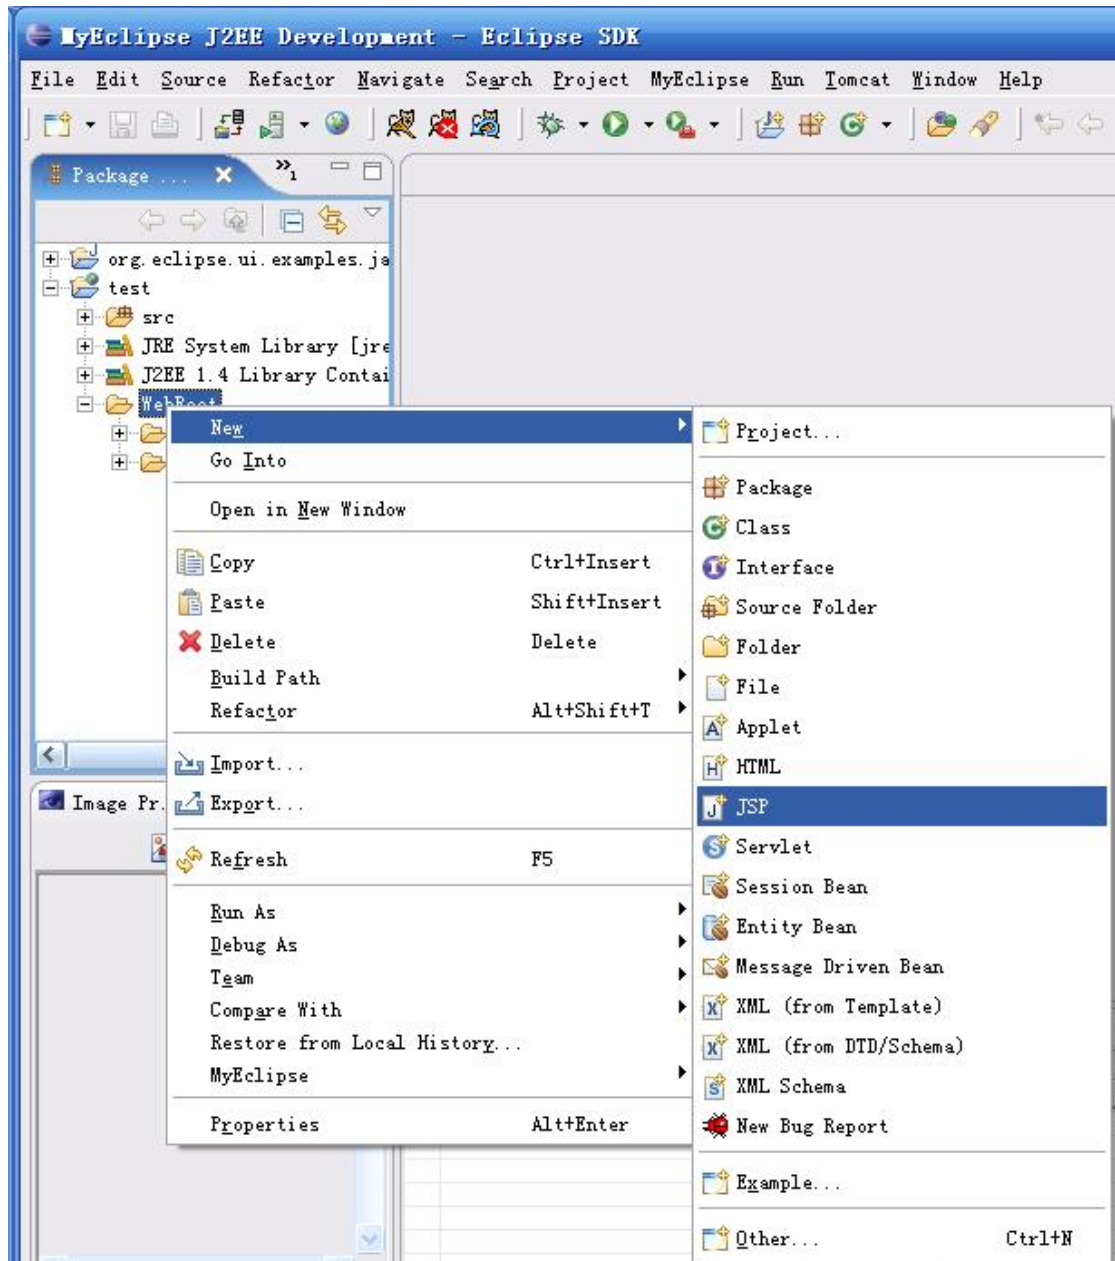 MyEclipse J2EE Development - Eclipse SDK
File Edit Source Refactor Navigate Search Project MyEclipse Run Tomcat Window Help
Package ... »1
org.eclipse.ui.examples.ja
test
src
JRE System Library [jre
J2EE 1.4 Library Contai
WebRoot
New
Go Into
Open in New Window
Copy Ctrl+Insert
Paste Shift+Insert
Delete Delete
Build Path
Refactor Alt+Shift+T
Import...
Export...
Refresh F5
Run As
Debug As
Team
Compare With
Restore from Local History...
MyEclipse
Properties Alt+Enter
Project...
Package
Class
Interface
Source Folder
Folder
File
Applet
HTML
JSP
Servlet
Session Bean
Entity Bean
Message Driven Bean
XML (from Template)
XML (from DTD/Schema)
XML Schema
New Bug Report
Example...
Other... Ctrl+N
Image Pr.